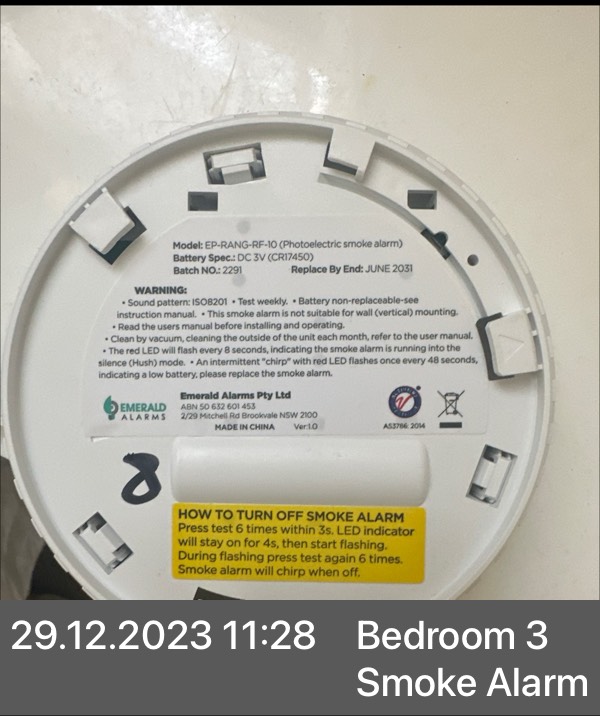 Model: EP-RANG-RF-10 (Photoelectric smoke alarm)
Battery Spec.: DC 3V (CR17450)
Batch NO.: 2291 Replace By End: JUNE 2031
WARNING:
• Sound pattern: ISO8201 • Test weekly. • Battery non-replaceable-see
instruction manual. • This smoke alarm is not suitable for wall (vertical) mounting.
• Read the users manual before installing and operating.
• Clean by vacuum, cleaning the outside of the unit each month, refer to the user manual.
• The red LED will flash every 8 seconds, indicating the smoke alarm is running into the
silence (Hush) mode. • An intermittent "chirp" with red LED flashes once every 48 seconds,
indicating a low battery, please replace the smoke alarm.
EMERALD
ALARMS
Emerald Alarms Pty Ltd
ABN 50 632 601 453
2/29 Mitchell Rd Brookvale NSW 2100
MADE IN CHINA Ver:1.0
AS3786: 2014
8
HOW TO TURN OFF SMOKE ALARM
Press test 6 times within 3s. LED indicator
will stay on for 4s, then start flashing.
During flashing press test again 6 times.
Smoke alarm will chirp when off.
29.12.2023 11:28 Bedroom 3
Smoke Alarm